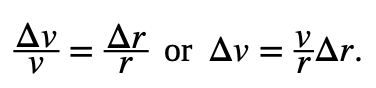 Δv/v = Δr/r or Δv = v/r Δr.